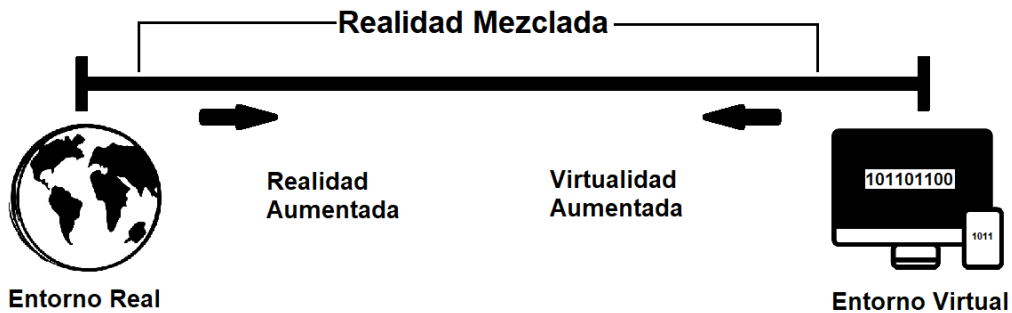 Realidad Mezclada
Realidad
Aumentada
Virtualidad
Aumentada
101101100
1011
Entorno Real
Entorno Virtual